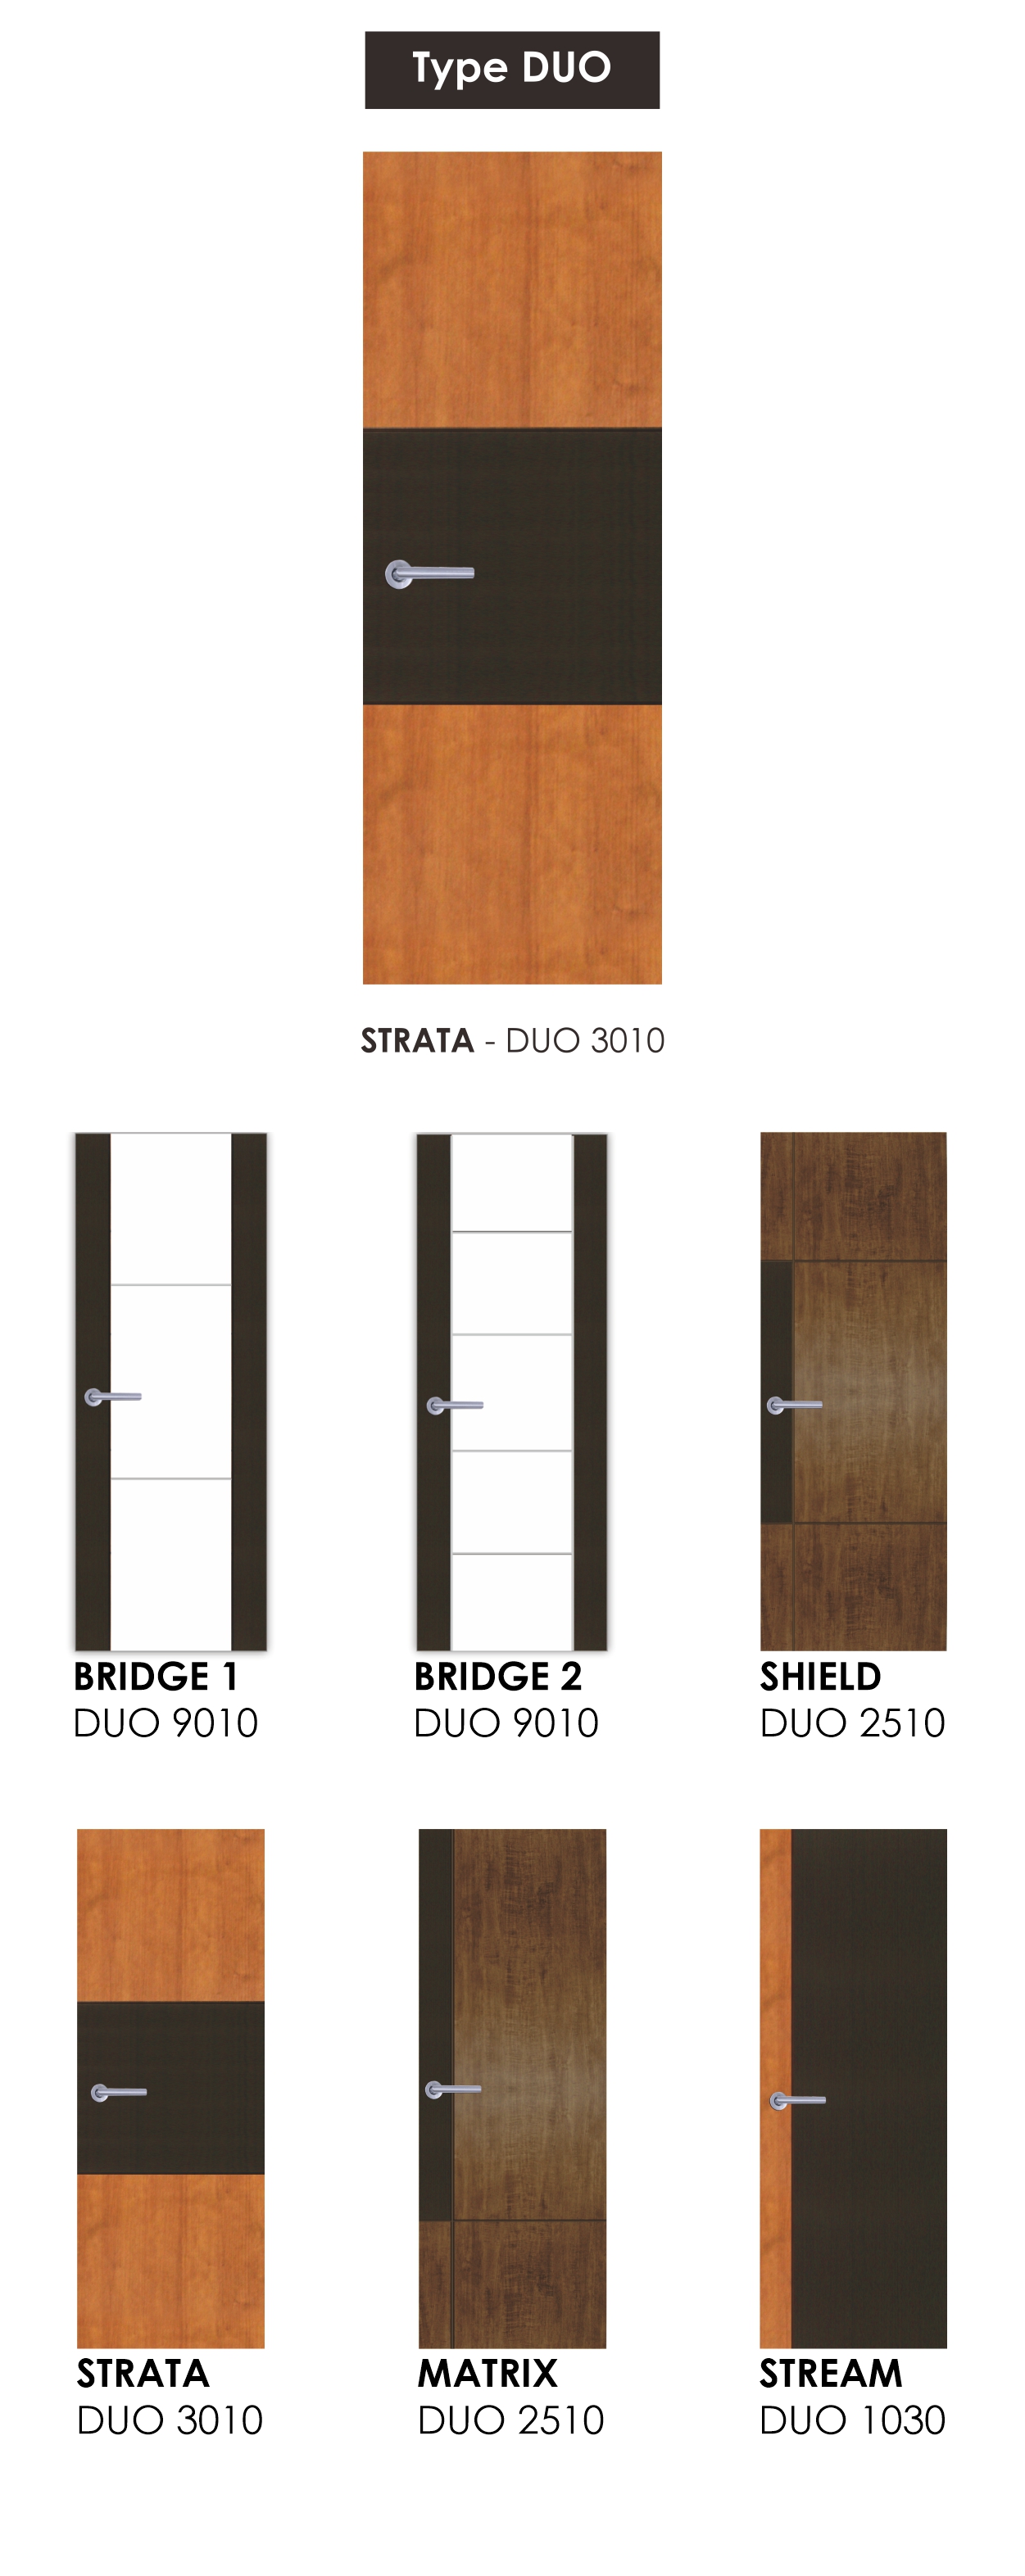 Type DUO
STRATA - DUO 3010
BRIDGE 1
DUO 9010
BRIDGE 2
DUO 9010
SHIELD
DUO 2510
STRATA
DUO 3010
MATRIX
DUO 2510
STREAM
DUO 1030